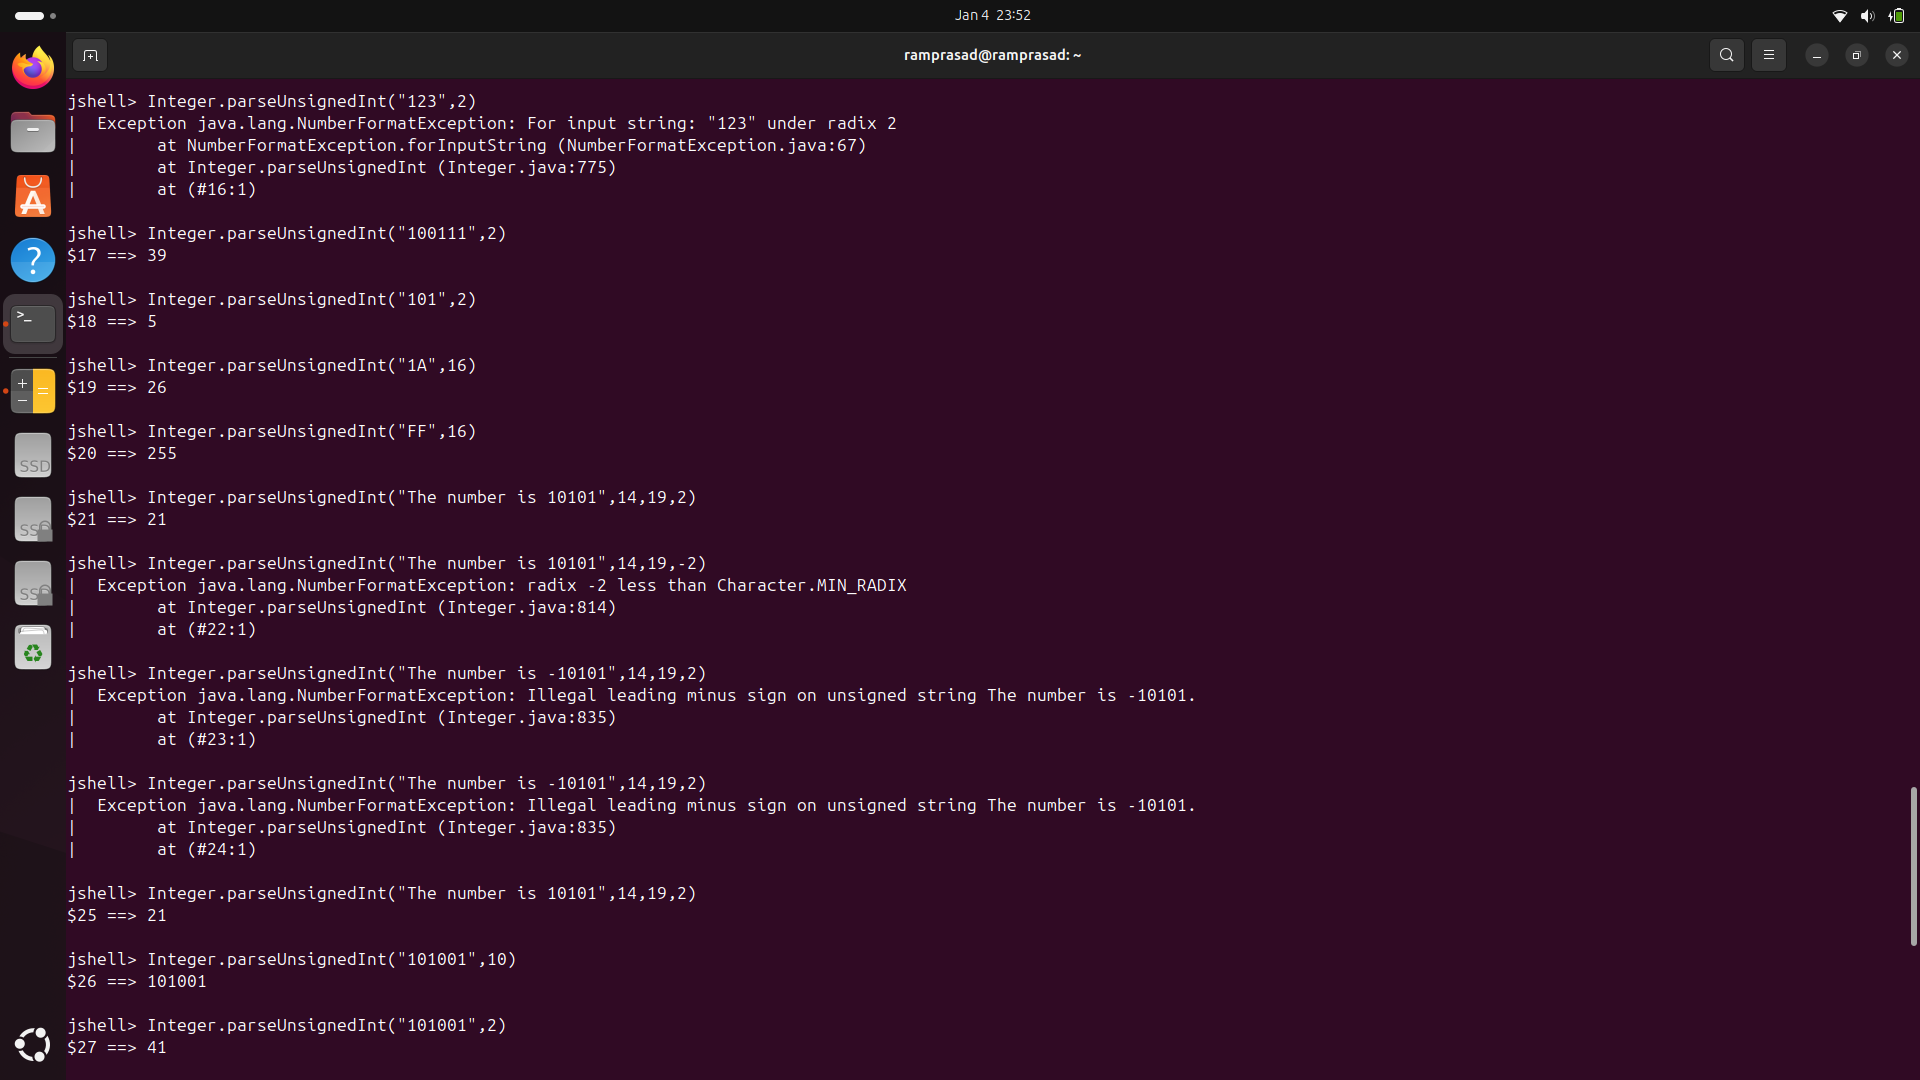 Jan 4 23:52
ramprasad@ramprasad: ~
jshell> Integer.parseUnsignedInt("123",2)
|  Exception java.lang.NumberFormatException: For input string: "123" under radix 2
|        at NumberFormatException.forInputString (NumberFormatException.java:67)
|        at Integer.parseUnsignedInt (Integer.java:775)
|        at (#16:1)
jshell> Integer.parseUnsignedInt("100111",2)
$17 ==> 39
jshell> Integer.parseUnsignedInt("101",2)
$18 ==> 5
jshell> Integer.parseUnsignedInt("1A",16)
$19 ==> 26
jshell> Integer.parseUnsignedInt("FF",16)
$20 ==> 255
jshell> Integer.parseUnsignedInt("The number is 10101",14,19,2)
$21 ==> 21
jshell> Integer.parseUnsignedInt("The number is 10101",14,19,-2)
|  Exception java.lang.NumberFormatException: radix -2 less than Character.MIN_RADIX
|        at Integer.parseUnsignedInt (Integer.java:814)
|        at (#22:1)
jshell> Integer.parseUnsignedInt("The number is -10101",14,19,2)
|  Exception java.lang.NumberFormatException: Illegal leading minus sign on unsigned string The number is -10101.
|        at Integer.parseUnsignedInt (Integer.java:835)
|        at (#23:1)
jshell> Integer.parseUnsignedInt("The number is -10101",14,19,2)
|  Exception java.lang.NumberFormatException: Illegal leading minus sign on unsigned string The number is -10101.
|        at Integer.parseUnsignedInt (Integer.java:835)
|        at (#24:1)
jshell> Integer.parseUnsignedInt("The number is 10101",14,19,2)
$25 ==> 21
jshell> Integer.parseUnsignedInt("101001",10)
$26 ==> 101001
jshell> Integer.parseUnsignedInt("101001",2)
$27 ==> 41
SSD
SSD
SSD